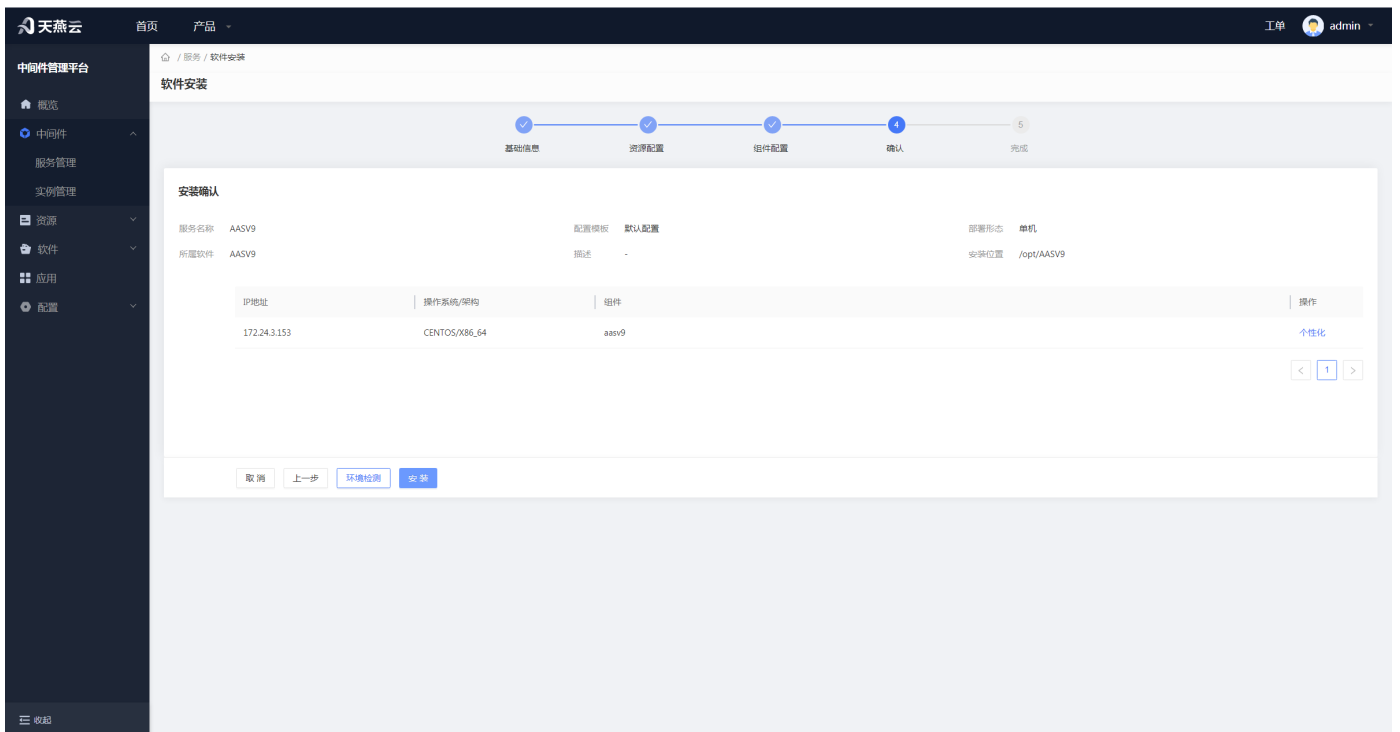 天燕云 首页 产品 工单 admin
中间件管理平台
概览
中间件
服务管理
实例管理
资源
软件
应用
配置
收起
/ 服务 / 软件安装
软件安装
4 5
基础信息 资源配置 组件配置 确认 完成
安装确认
服务名称 AASV9 配置模板 默认配置 部署形态 单机
所属软件 AASV9 描述 - 安装位置 /opt/AASV9
IP地址 操作系统/架构 组件 操作
172.24.3.153 CENTOS/X86_64 aasv9 个性化
< 1 >
取 消 上一步 环境检测 安 装